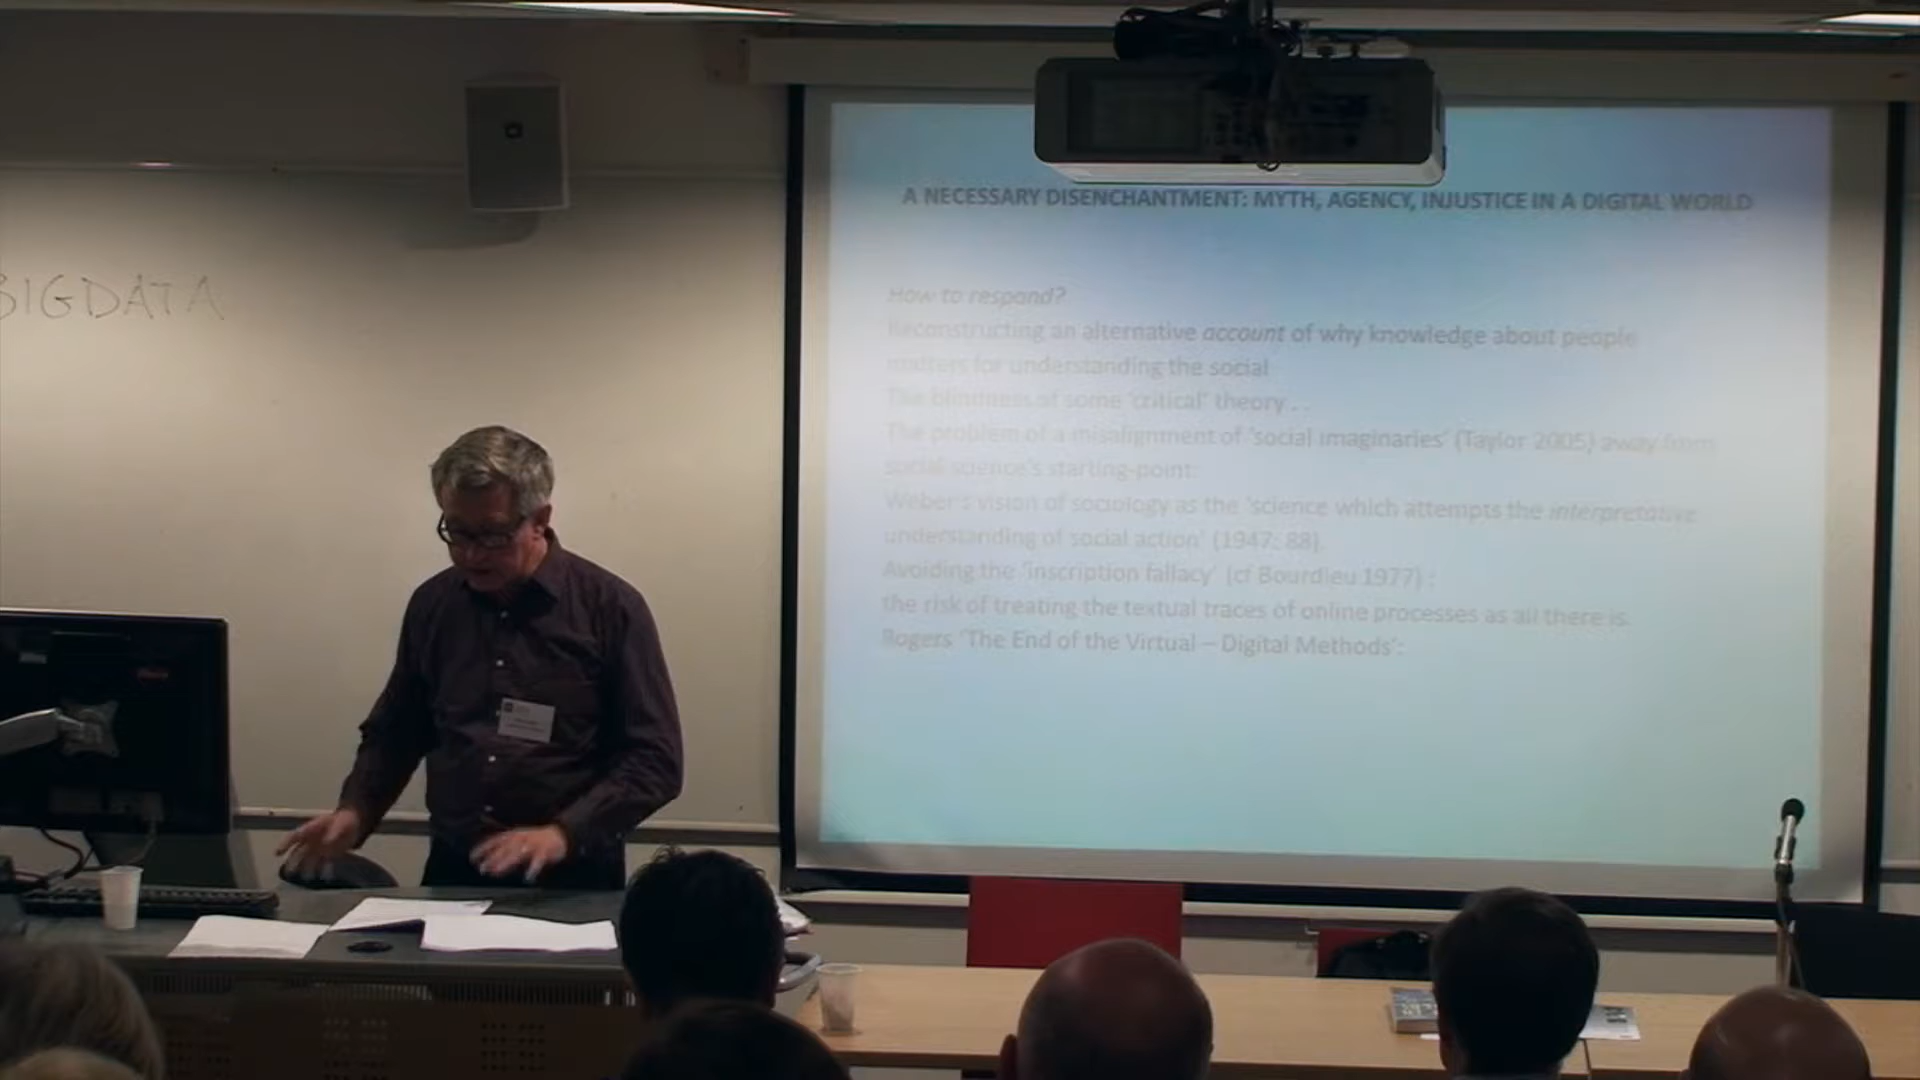 BIGDATA
A NECESSARY DISENCHANTMENT: MYTH, AGENCY, INJUSTICE IN A DIGITAL WORLD
How to respond?
Reconstructing an alternative account of why knowledge about people
matters for understanding the social
The blindness of some 'critical' theory . .
The problem of a misalignment of 'social imaginaries' (Taylor 2005) away from
social science's starting-point:
Weber's vision of sociology as the 'science which attempts the interpretative
understanding of social action' (1947: 88).
Avoiding the 'inscription fallacy' (cf Bourdieu 1977) :
the risk of treating the textual traces of online processes as all there is.
Rogers 'The End of the Virtual – Digital Methods':